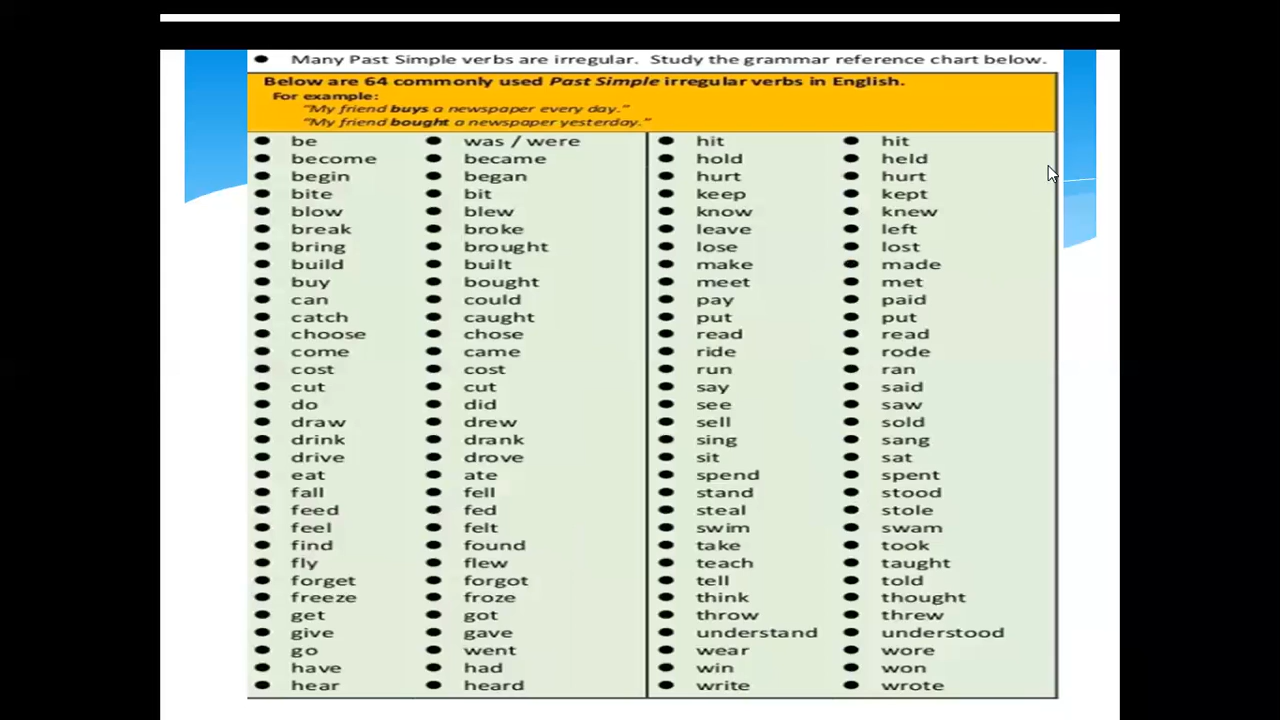 Many Past Simple verbs are irregular. Study the grammar reference chart below.
Below are 64 commonly used Past Simple irregular verbs in English.
For example:
"My friend buys a newspaper every day."
"My friend bought a newspaper yesterday."
be was / were hit hit
become became hold held
begin began hurt hurt
bite bit keep kept
blow blew know knew
break broke leave left
bring brought lose lost
build built make made
buy bought meet met
can could pay paid
catch caught put put
choose chose read read
come came ride rode
cost cost run ran
cut cut say said
do did see saw
draw drew sell sold
drink drank sing sang
drive drove sit sat
eat ate spend spent
fall fell stand stood
feed fed steal stole
feel felt swim swam
find found take took
fly flew teach taught
forget forgot tell told
freeze froze think thought
get got throw threw
give gave understand understood
go went wear wore
have had win won
hear heard write wrote